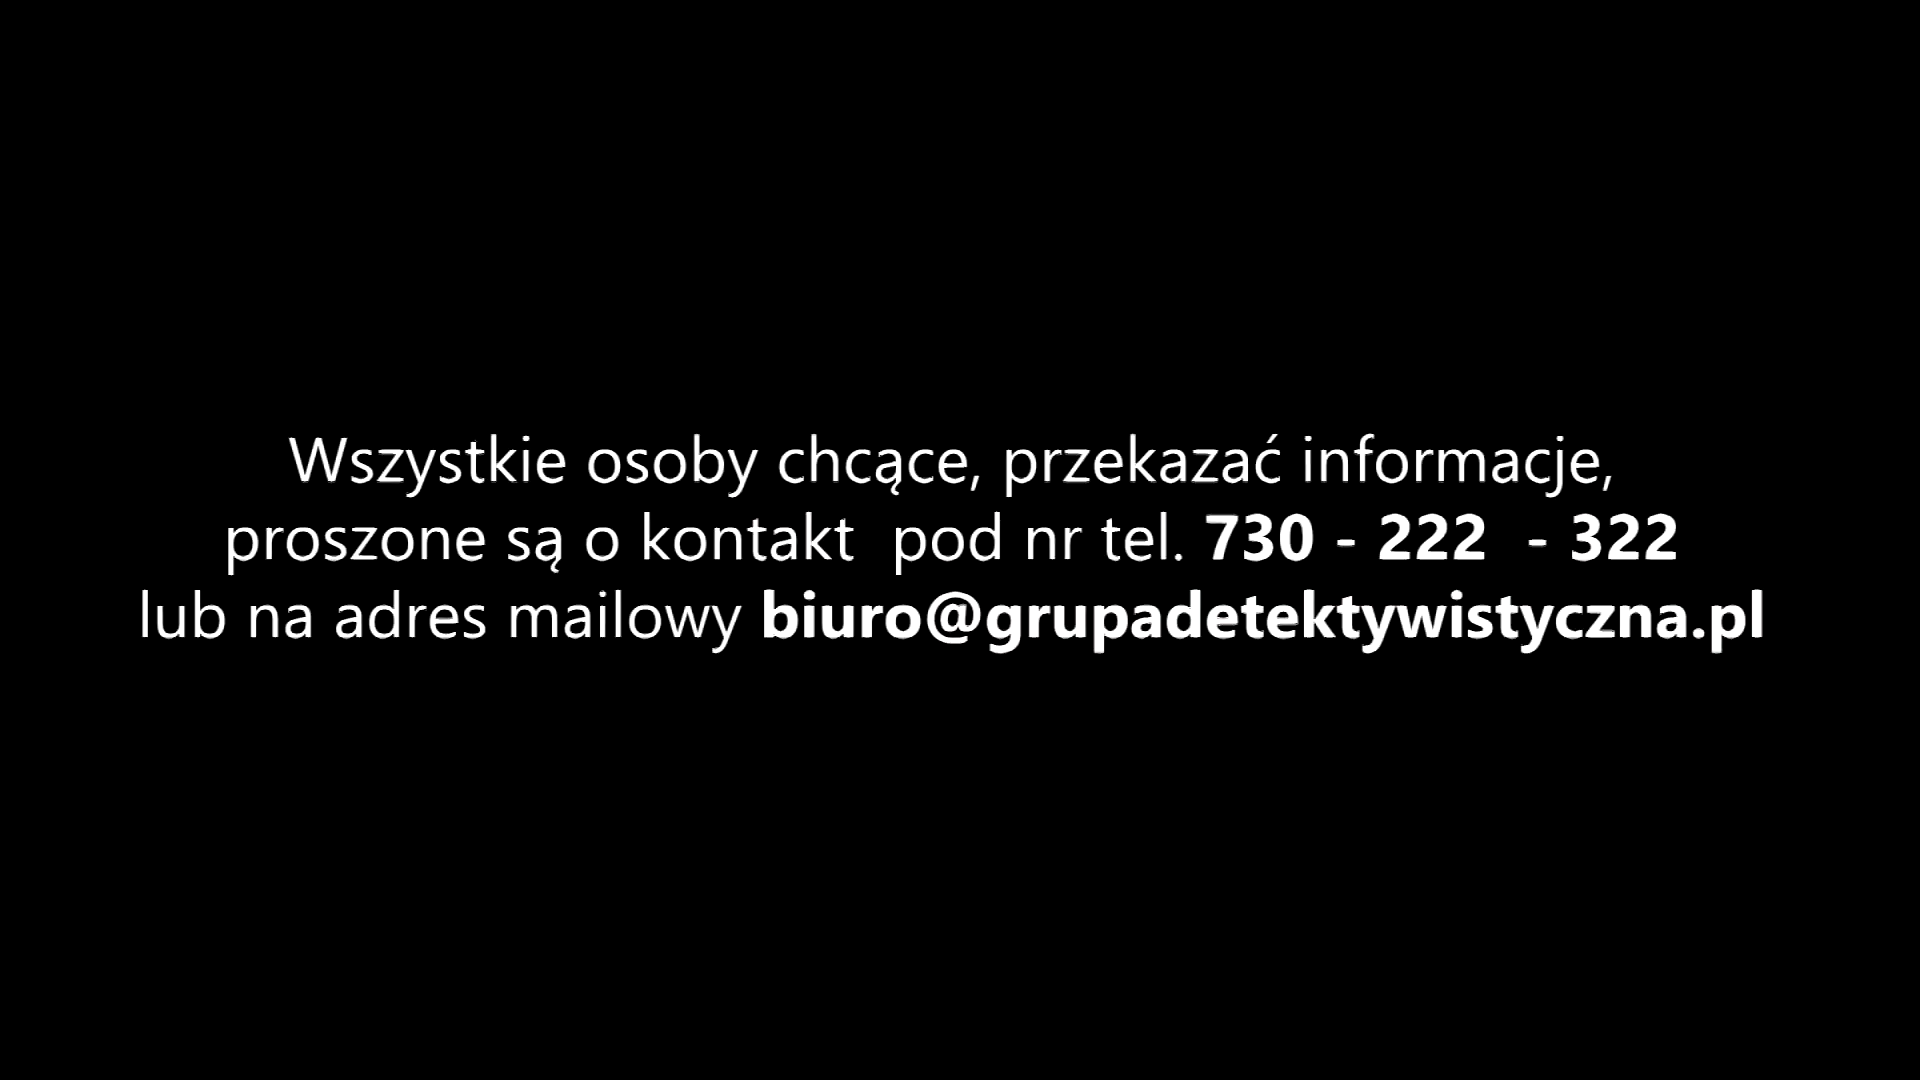 Wszystkie osoby chcące, przekazać informacje,
proszone są o kontakt  pod nr tel. 730 - 222  - 322
lub na adres mailowy biuro@grupadetektywistyczna.pl